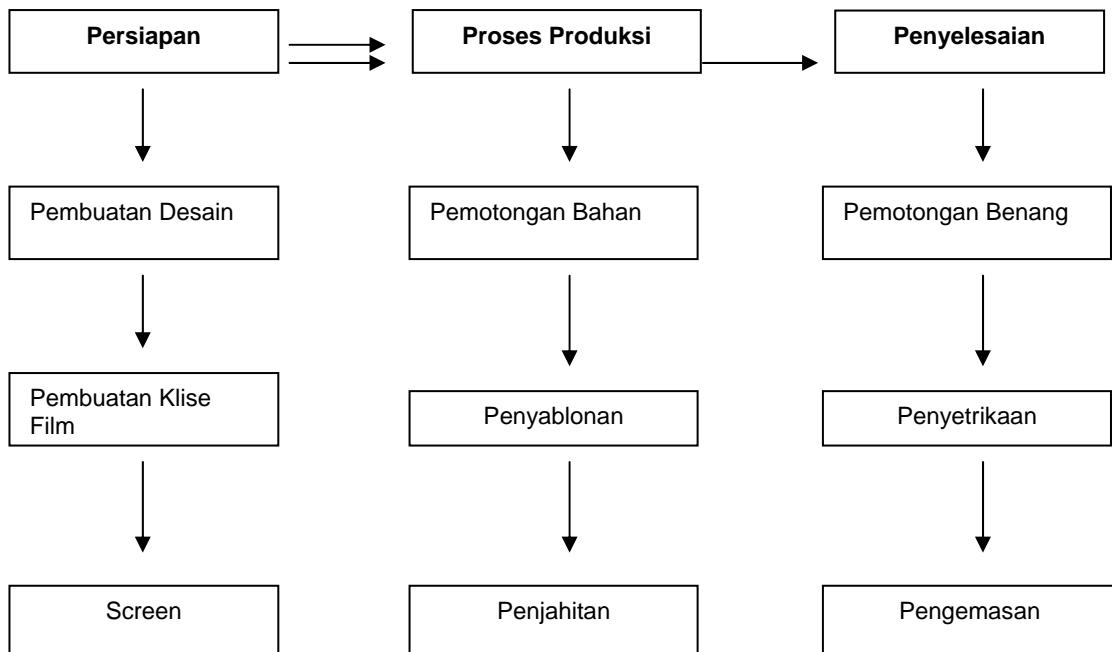 Persiapan
Proses Produksi
Penyelesaian
Pembuatan Desain
Pemotongan Bahan
Pemotongan Benang
Pembuatan Klise
Film
Penyablonan
Penyetrikaan
Screen
Penjahitan
Pengemasan